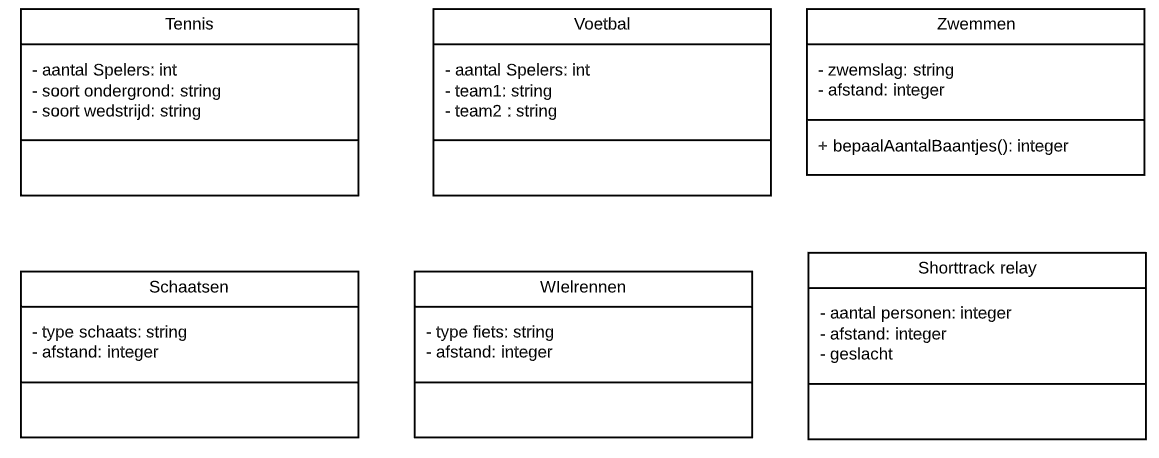 Tennis
- aantal Spelers: int
- soort ondergrond: string
- soort wedstrijd: string
Voetbal
- aantal Spelers: int
- team1: string
- team2 : string
Zwemmen
- zwemslag: string
- afstand: integer
+ bepaalAantalBaantjes(): integer
Schaatsen
- type schaats: string
- afstand: integer
WIelrennen
- type fiets: string
- afstand: integer
Shorttrack relay
- aantal personen: integer
- afstand: integer
- geslacht